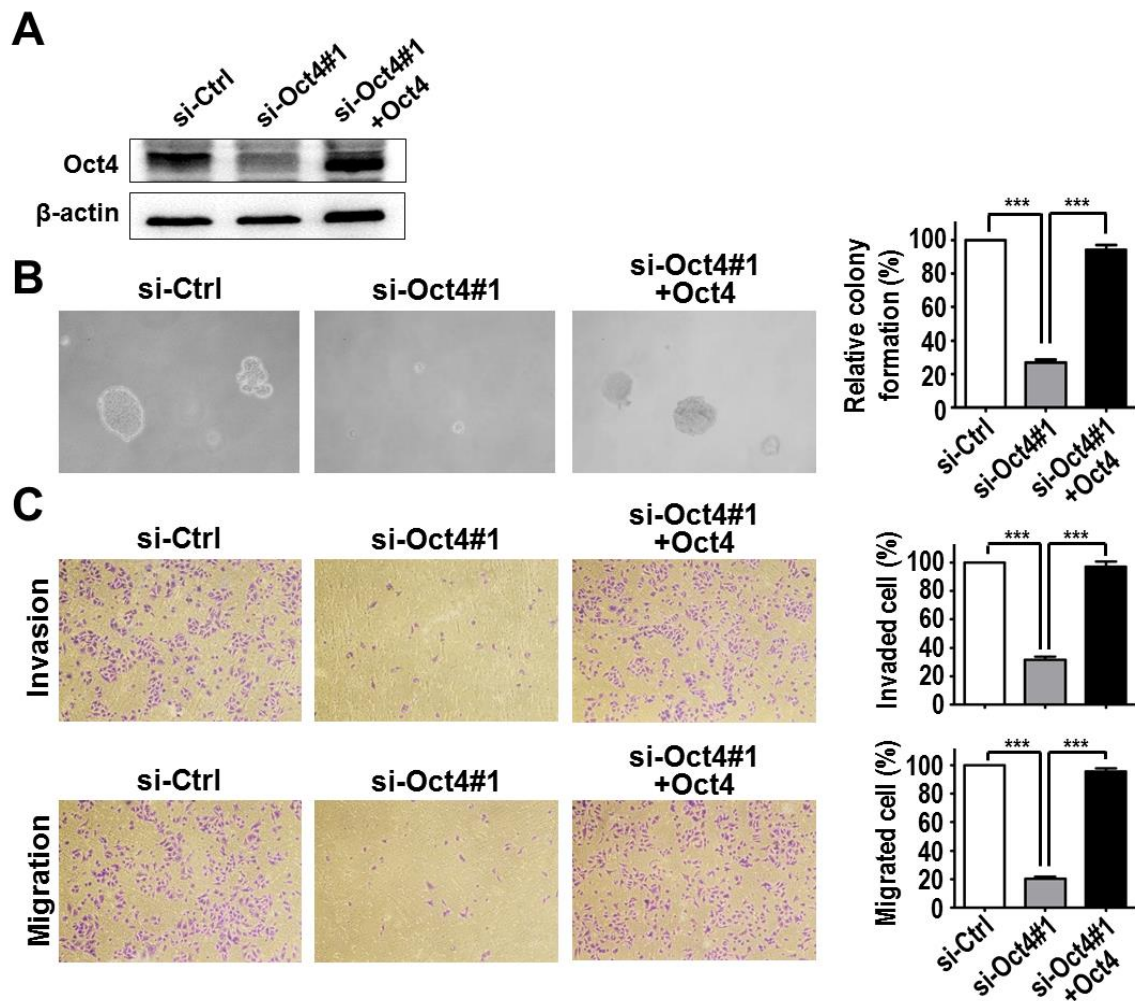 A
si-Ctrl
si-Oct4#1
si-Oct4#1
+Oct4
Oct4
β-actin
B
si-Ctrl
si-Oct4#1
si-Oct4#1
+Oct4
Relative colony
formation (%)
100
80
60
40
20
0
***
***
si-Ctrl
si-Oct4#1
si-Oct4#1
+Oct4
C
si-Ctrl
si-Oct4#1
si-Oct4#1
+Oct4
Invasion
Invaded cell (%)
100
80
60
40
20
0
***
***
si-Ctrl
si-Oct4#1
si-Oct4#1
+Oct4
Migration
Migrated cell (%)
100
80
60
40
20
0
***
***
si-Ctrl
si-Oct4#1
si-Oct4#1
+Oct4